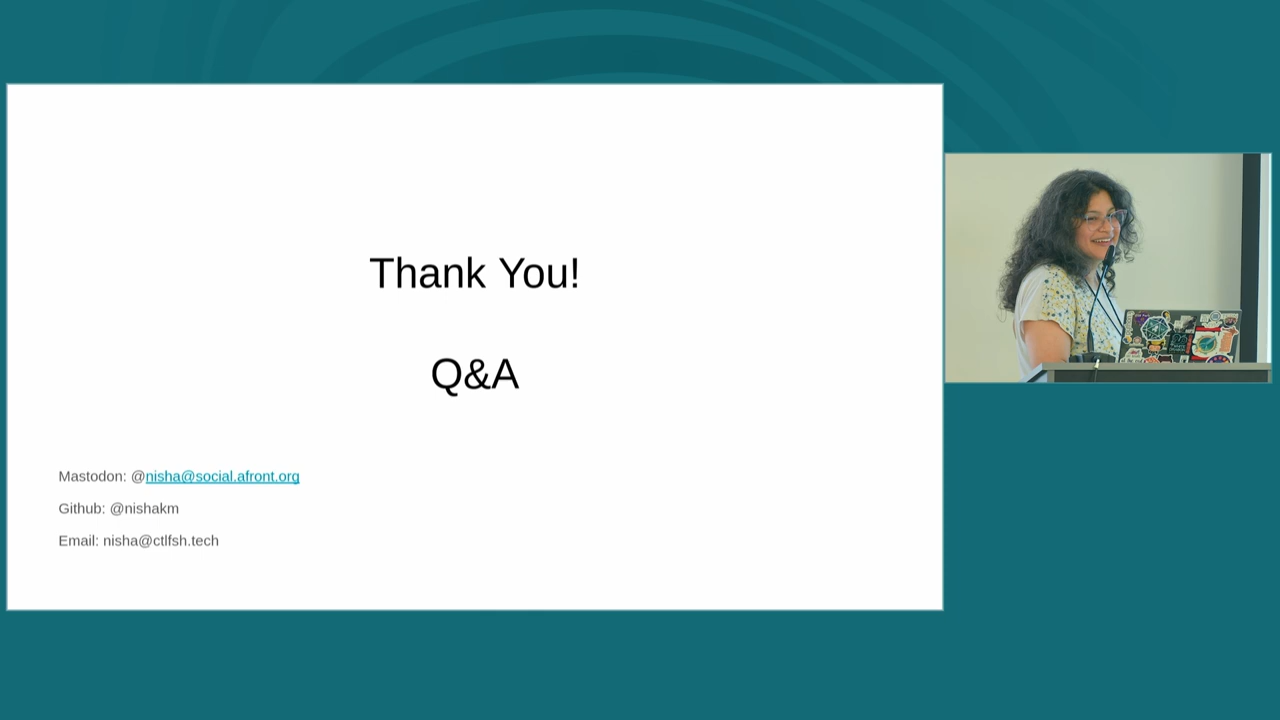 Thank You!
Q&A
Mastodon: @nisha@social.afront.org
Github: @nishakm
Email: nisha@ctlfsh.tech